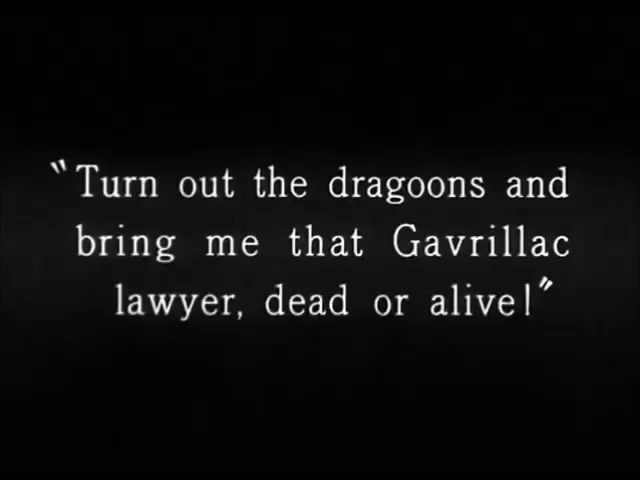 "Turn out the dragoons and
bring me that Gavrillac
lawyer, dead or alive!"